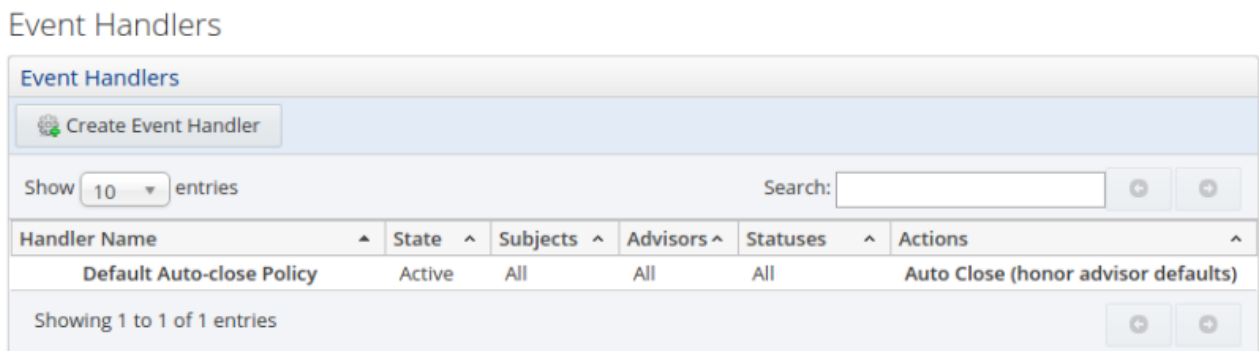 Event Handlers
Event Handlers
Create Event Handler
Show 10 entries Search:
Handler Name State Subjects Advisors Statuses Actions
Default Auto-close Policy Active All All All Auto Close (honor advisor defaults)
Showing 1 to 1 of 1 entries